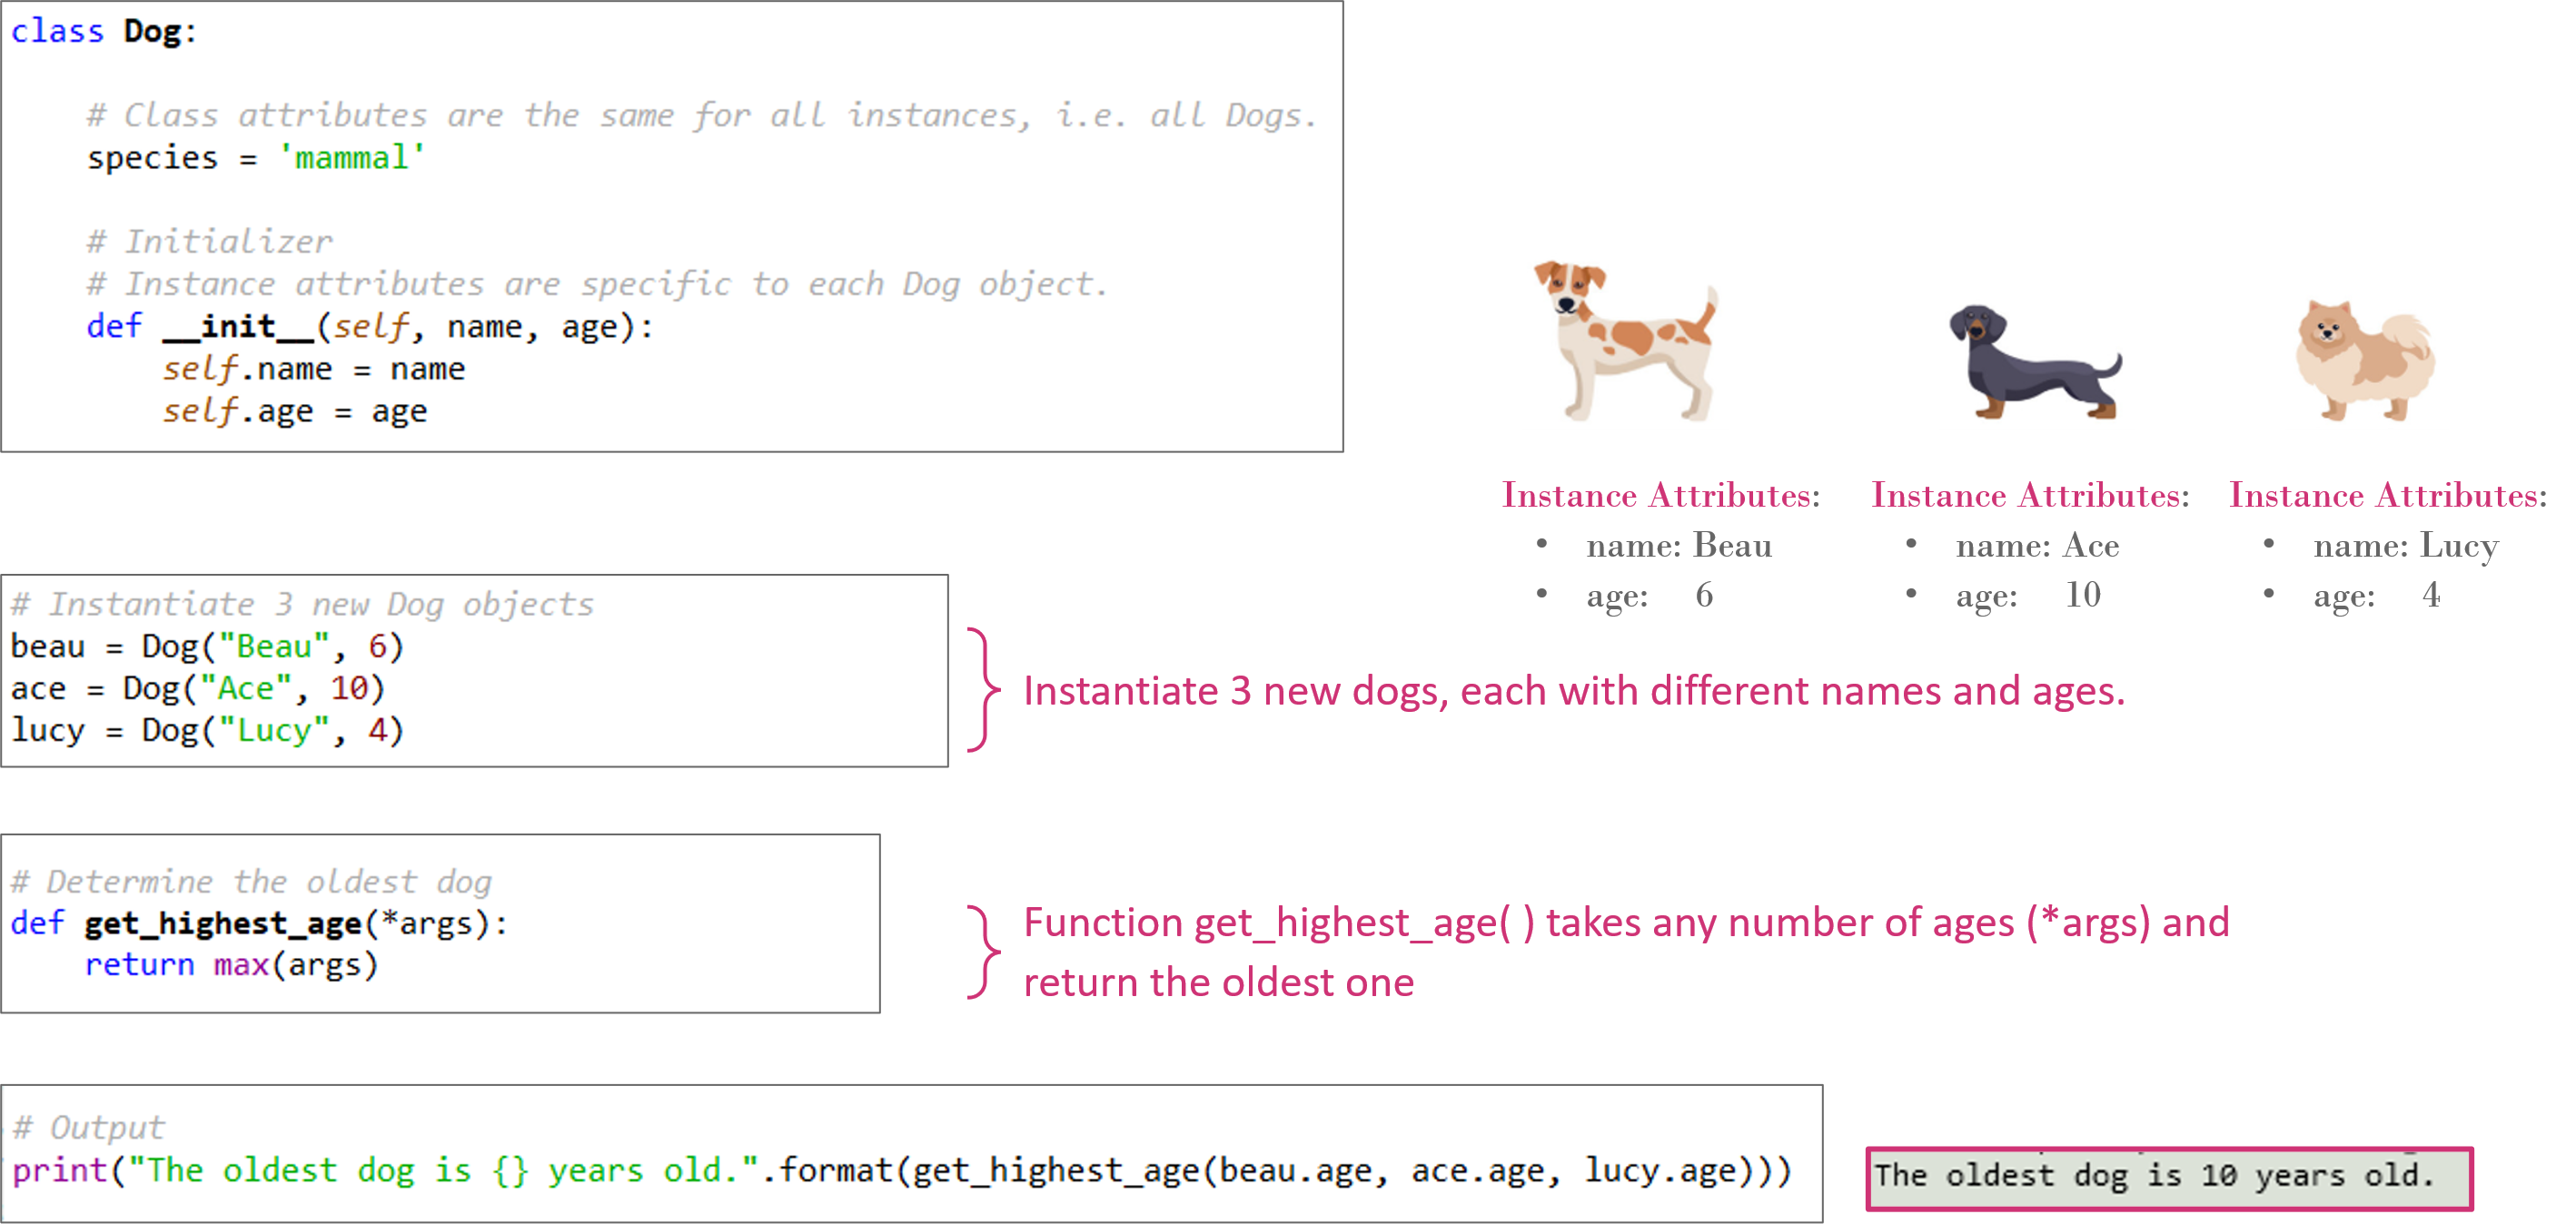 class Dog:
# Class attributes are the same for all instances, i.e. all Dogs.
species = 'mammal'
# Initializer
# Instance attributes are specific to each Dog object.
def __init__(self, name, age):
self.name = name
self.age = age
Instance Attributes:
• name: Beau
• age: 6
Instance Attributes:
• name: Ace
• age: 10
Instance Attributes:
• name: Lucy
• age: 4
# Instantiate 3 new Dog objects
beau = Dog("Beau", 6)
ace = Dog("Ace", 10)
lucy = Dog("Lucy", 4)
Instantiate 3 new dogs, each with different names and ages.
# Determine the oldest dog
def get_highest_age(*args):
return max(args)
Function get_highest_age( ) takes any number of ages (*args) and
return the oldest one
# Output
print("The oldest dog is {} years old.".format(get_highest_age(beau.age, ace.age, lucy.age)))
The oldest dog is 10 years old.